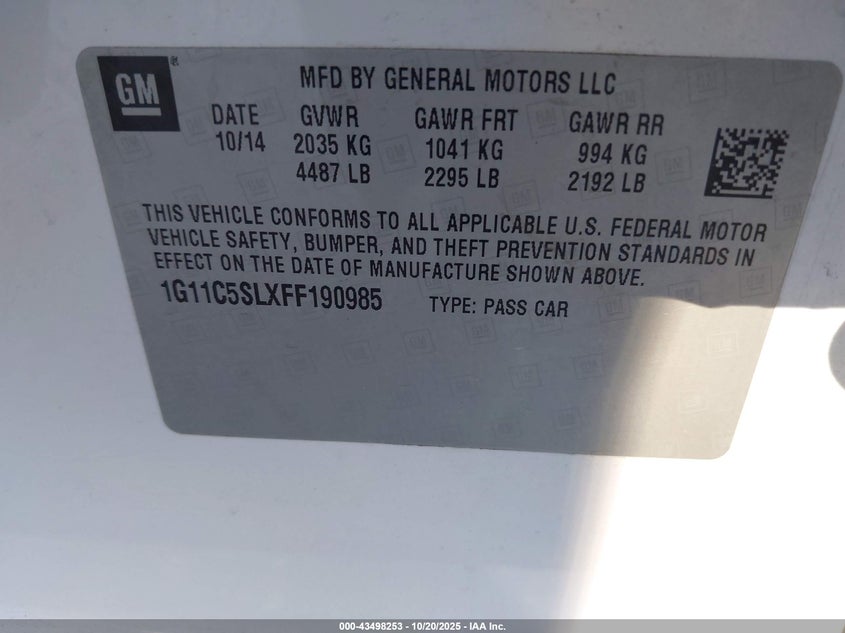 GM
MFD BY GENERAL MOTORS LLC
DATE GVWR GAWR FRT GAWR RR
10/14 2035 KG 1041 KG 994 KG
4487 LB 2295 LB 2192 LB
THIS VEHICLE CONFORMS TO ALL APPLICABLE U.S. FEDERAL MOTOR
VEHICLE SAFETY, BUMPER, AND THEFT PREVENTION STANDARDS IN
EFFECT ON THE DATE OF MANUFACTURE SHOWN ABOVE.
1G11C5SLXFF190985 TYPE: PASS CAR
000-43498253 - 10/20/2025 - IAA Inc.